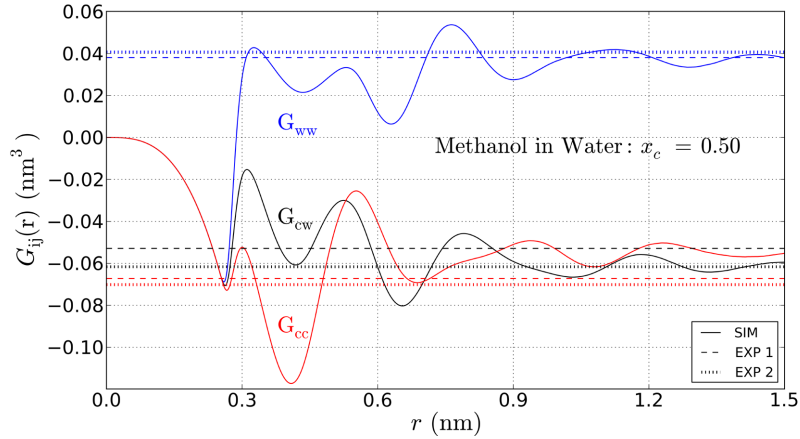 0.06
0.04
0.02
0.00
−0.02
−0.04
−0.06
−0.08
−0.10
G_ij(r) (nm³)
G_ww
Methanol in Water: x_c = 0.50
G_cw
G_cc
SIM
EXP 1
EXP 2
0.0 0.3 0.6 0.9 1.2 1.5
r (nm)